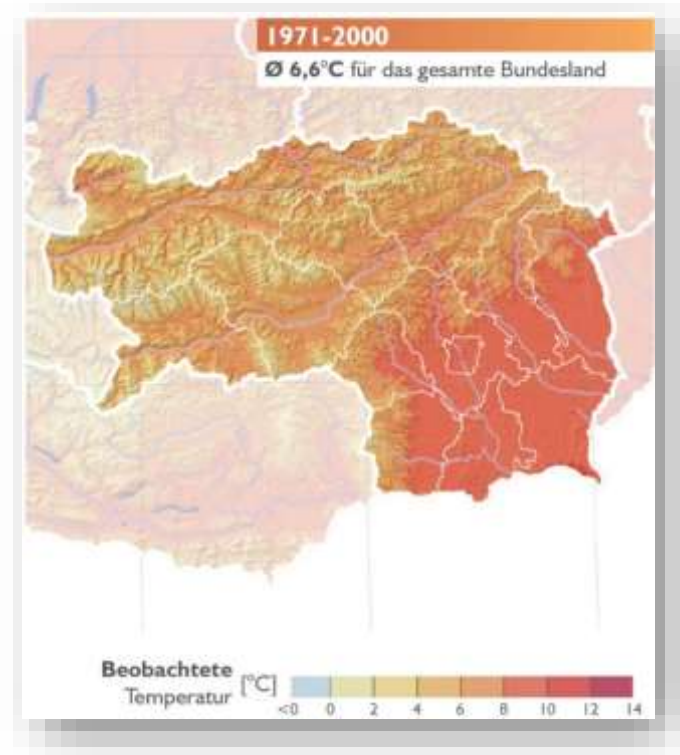 1971-2000
Ø 6,6°C für das gesamte Bundesland
Beobachtete
Temperatur [°C]
<0 0 2 4 6 8 10 12 14